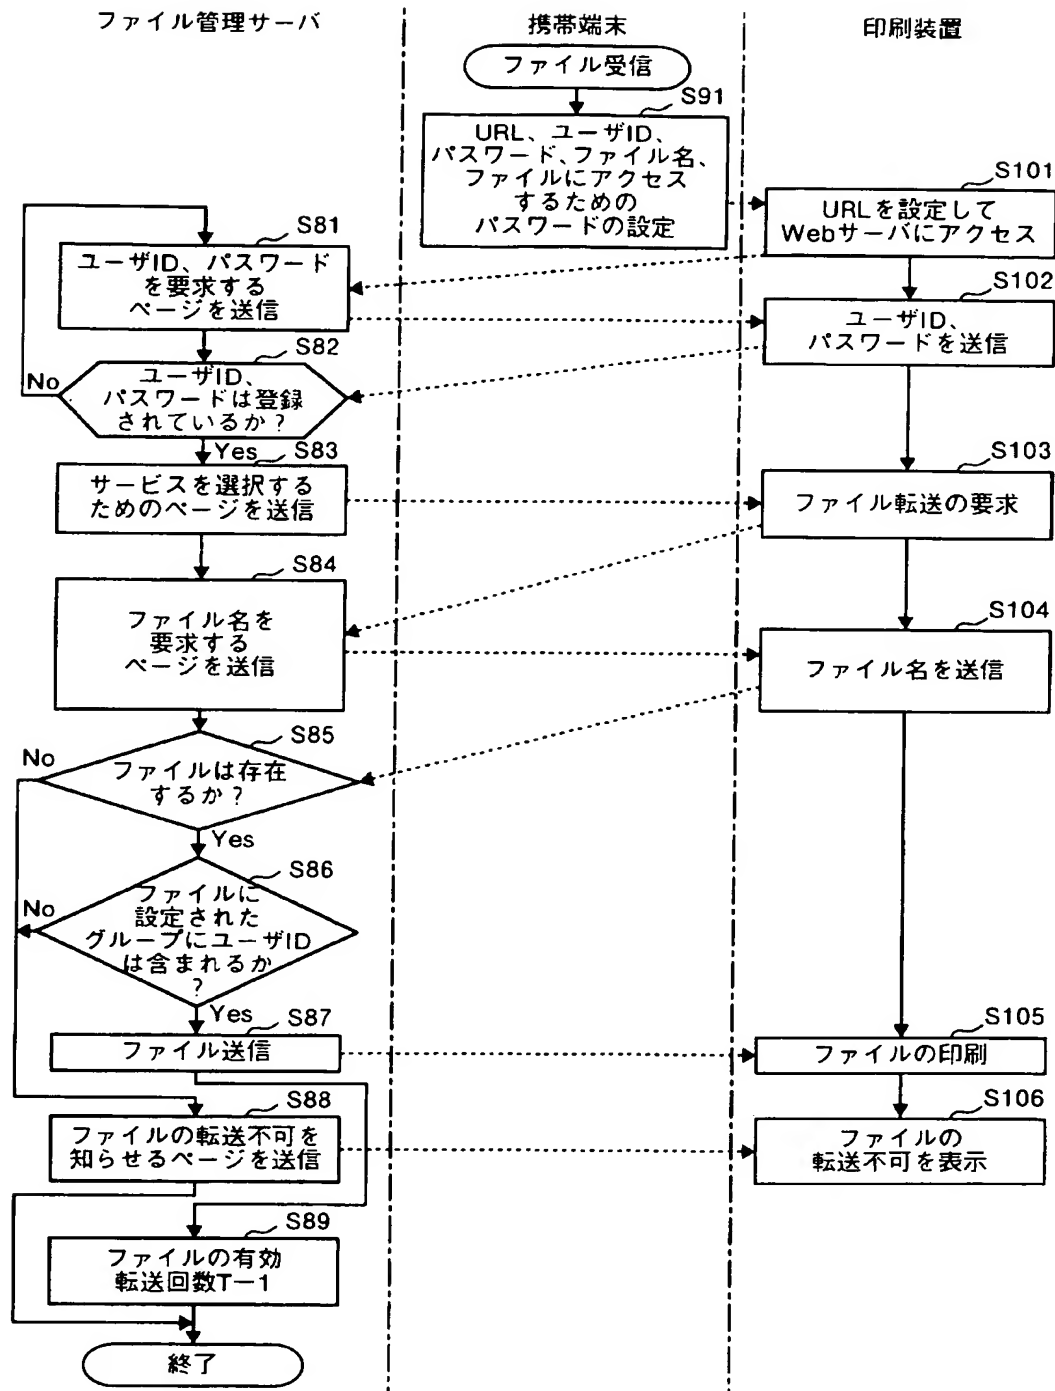 ファイル管理サーバ
携帯端末
印刷装置
ファイル受信
S91
URL、ユーザID、
パスワード、ファイル名、
ファイルにアクセス
するための
パスワードの設定
S101
URLを設定して
Webサーバにアクセス
S81
ユーザID、パスワード
を要求する
ページを送信
S102
ユーザID、
パスワードを送信
S82
No
ユーザID、
パスワードは登録
されているか？
Yes
S83
サービスを選択する
ためのページを送信
S103
ファイル転送の要求
S84
ファイル名を
要求する
ページを送信
S104
ファイル名を送信
S85
No
ファイルは存在
するか？
Yes
S86
No
ファイルに
設定された
グループにユーザID
は含まれるか
？
Yes
S87
ファイル送信
S105
ファイルの印刷
S88
ファイルの転送不可を
知らせるページを送信
S106
ファイルの
転送不可を表示
S89
ファイルの有効
転送回数T−1
終了